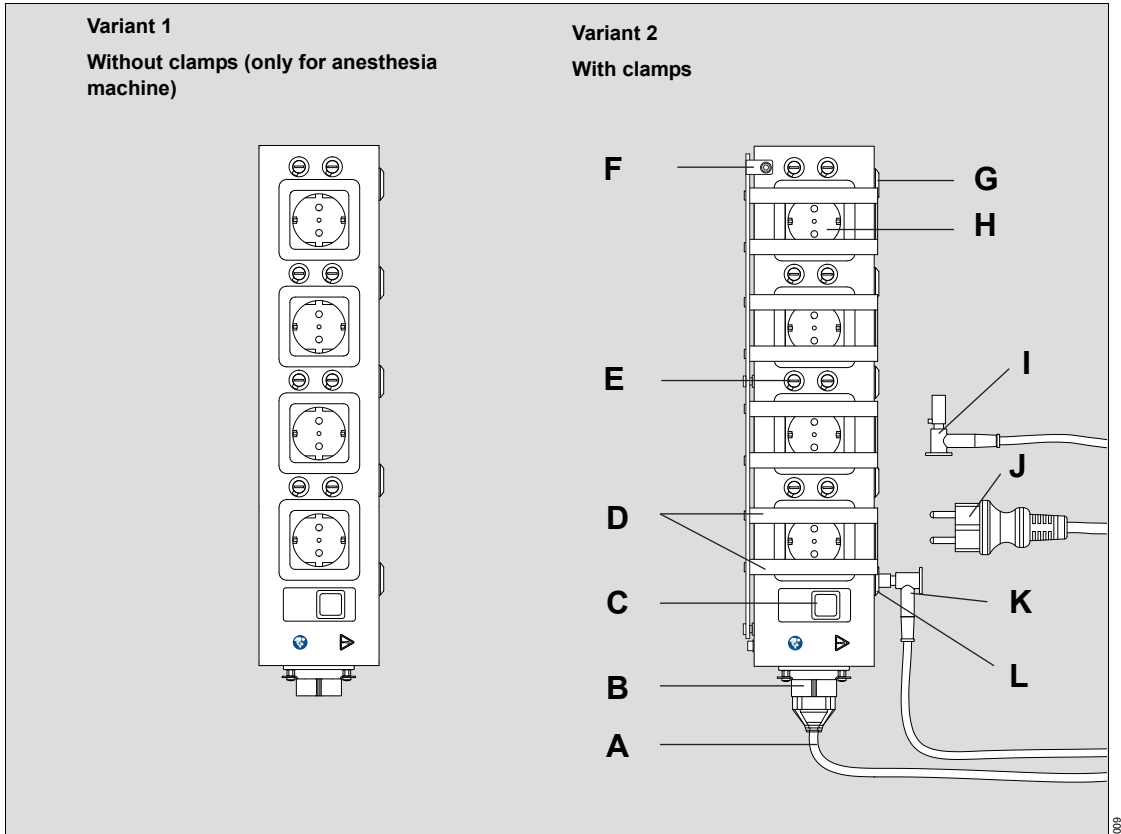 Variant 1
Without clamps (only for anesthesia
machine)
Variant 2
With clamps
F
G
H
E
I
J
D
C
K
L
B
A
009